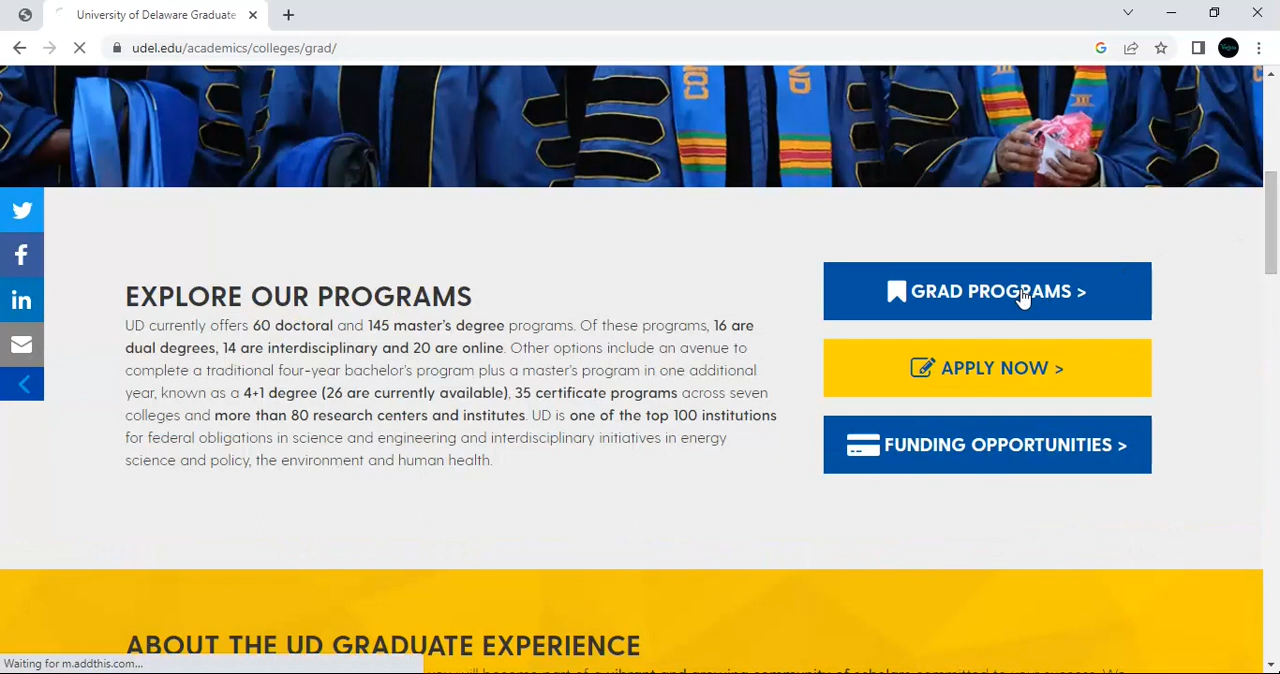 University of Delaware Graduate
udel.edu/academics/colleges/grad/
EXPLORE OUR PROGRAMS
UD currently offers 60 doctoral and 145 master's degree programs. Of these programs, 16 are
dual degrees, 14 are interdisciplinary and 20 are online. Other options include an avenue to
complete a traditional four-year bachelor's program plus a master's program in one additional
year, known as a 4+1 degree (26 are currently available), 35 certificate programs across seven
colleges and more than 80 research centers and institutes. UD is one of the top 100 institutions
for federal obligations in science and engineering and interdisciplinary initiatives in energy
science and policy, the environment and human health.
GRAD PROGRAMS >
APPLY NOW >
FUNDING OPPORTUNITIES >
ABOUT THE UD GRADUATE EXPERIENCE
Waiting for m.addthis.com...